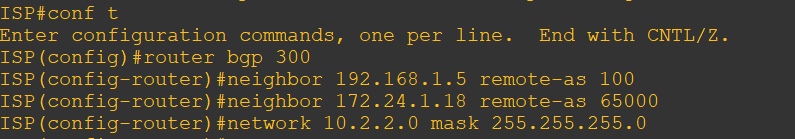 ISP#conf t
Enter configuration commands, one per line.  End with CNTL/Z.
ISP(config)#router bgp 300
ISP(config-router)#neighbor 192.168.1.5 remote-as 100
ISP(config-router)#neighbor 172.24.1.18 remote-as 65000
ISP(config-router)#network 10.2.2.0 mask 255.255.255.0